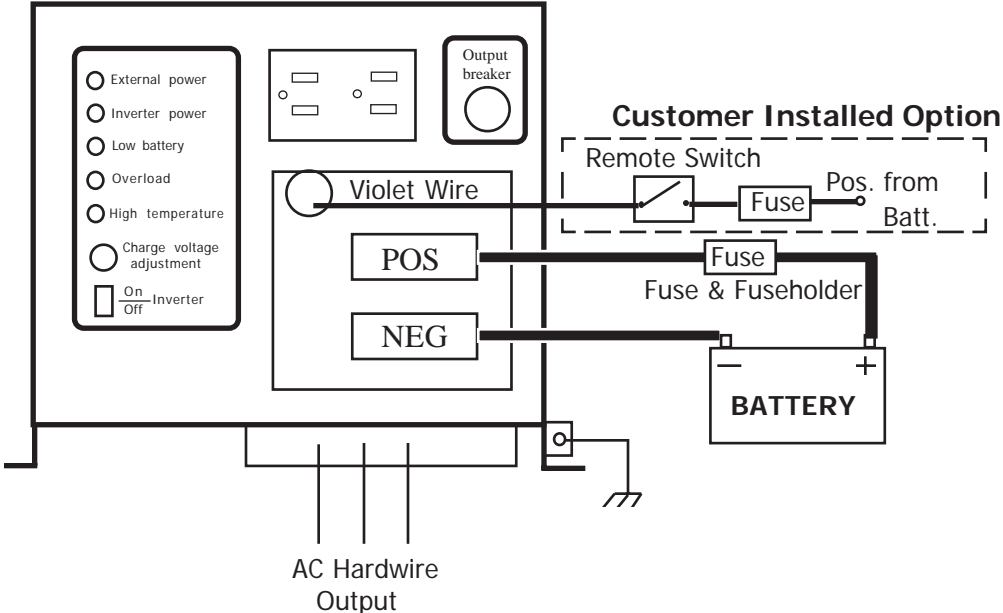 External power
Inverter power
Low battery
Overload
High temperature
Charge voltage
adjustment
On
Off
Inverter
Output
breaker
Customer Installed Option
Remote Switch
Violet Wire
Fuse
Pos. from
Batt.
POS
Fuse
Fuse & Fuseholder
NEG
— +
BATTERY
AC Hardwire
Output